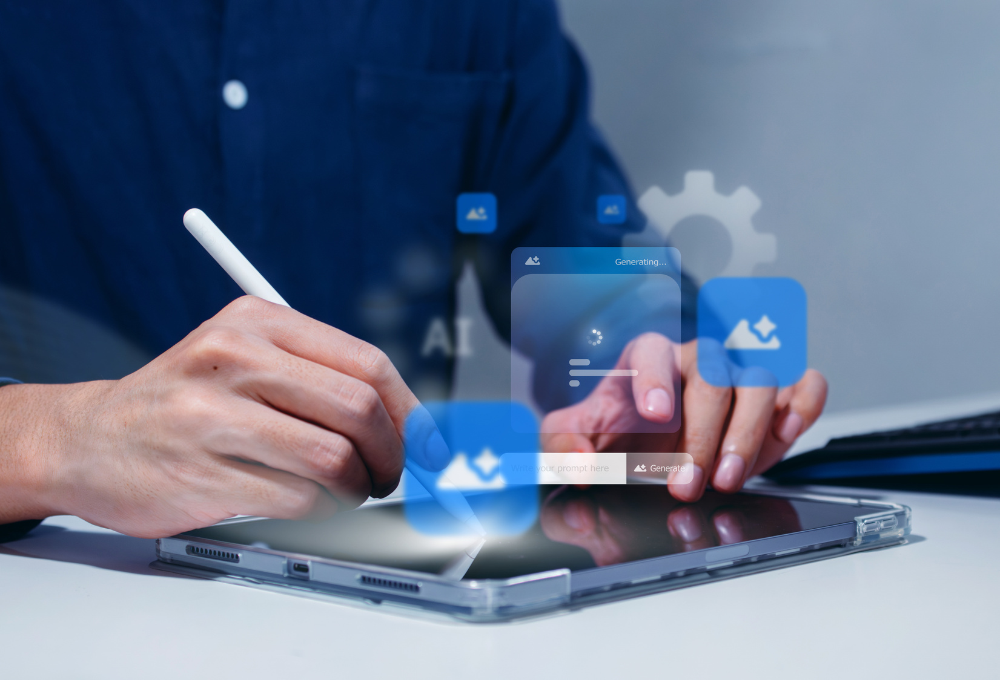 Generating...
AI
Write your prompt here
Generate